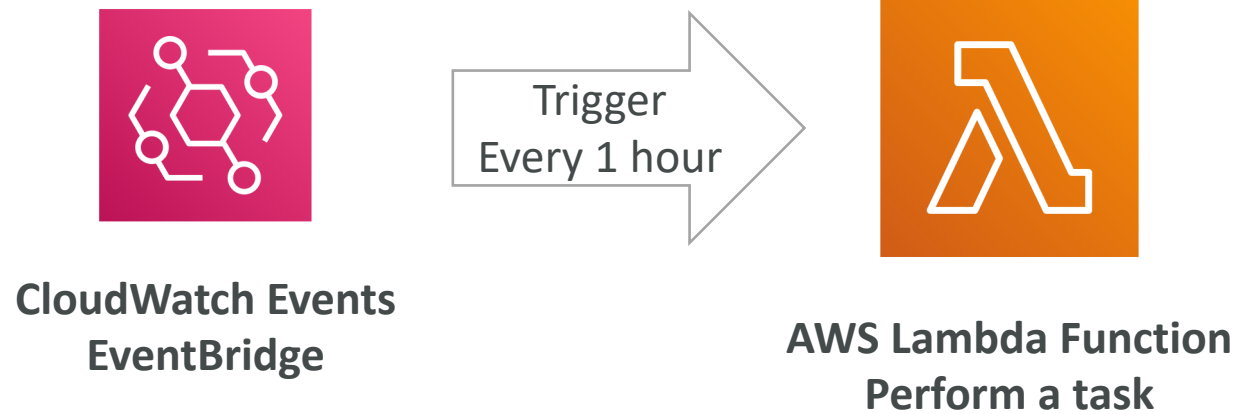 Trigger
Every 1 hour
CloudWatch Events
EventBridge
AWS Lambda Function
Perform a task